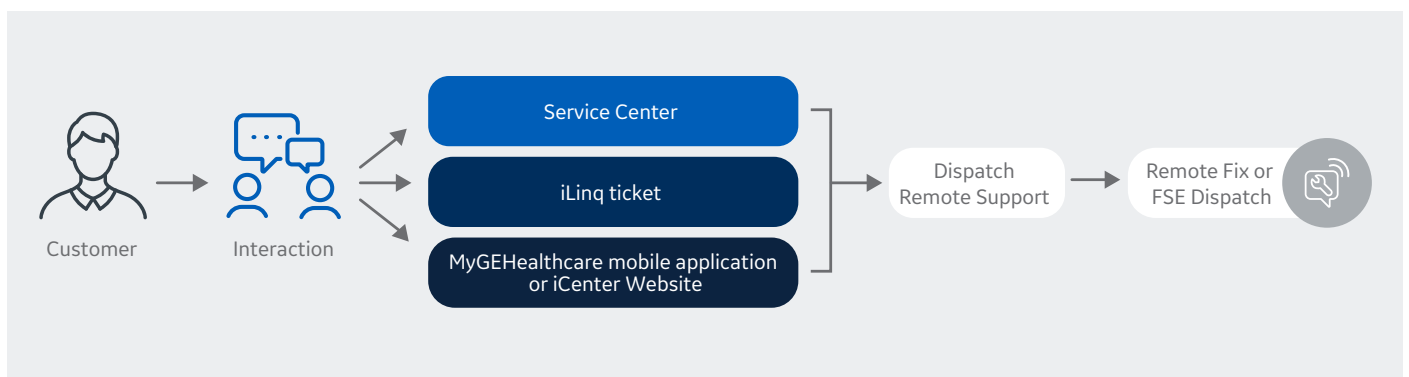 Customer
Interaction
Service Center
iLinq ticket
MyGEHealthcare mobile application
or iCenter Website
Dispatch
Remote Support
Remote Fix or
FSE Dispatch